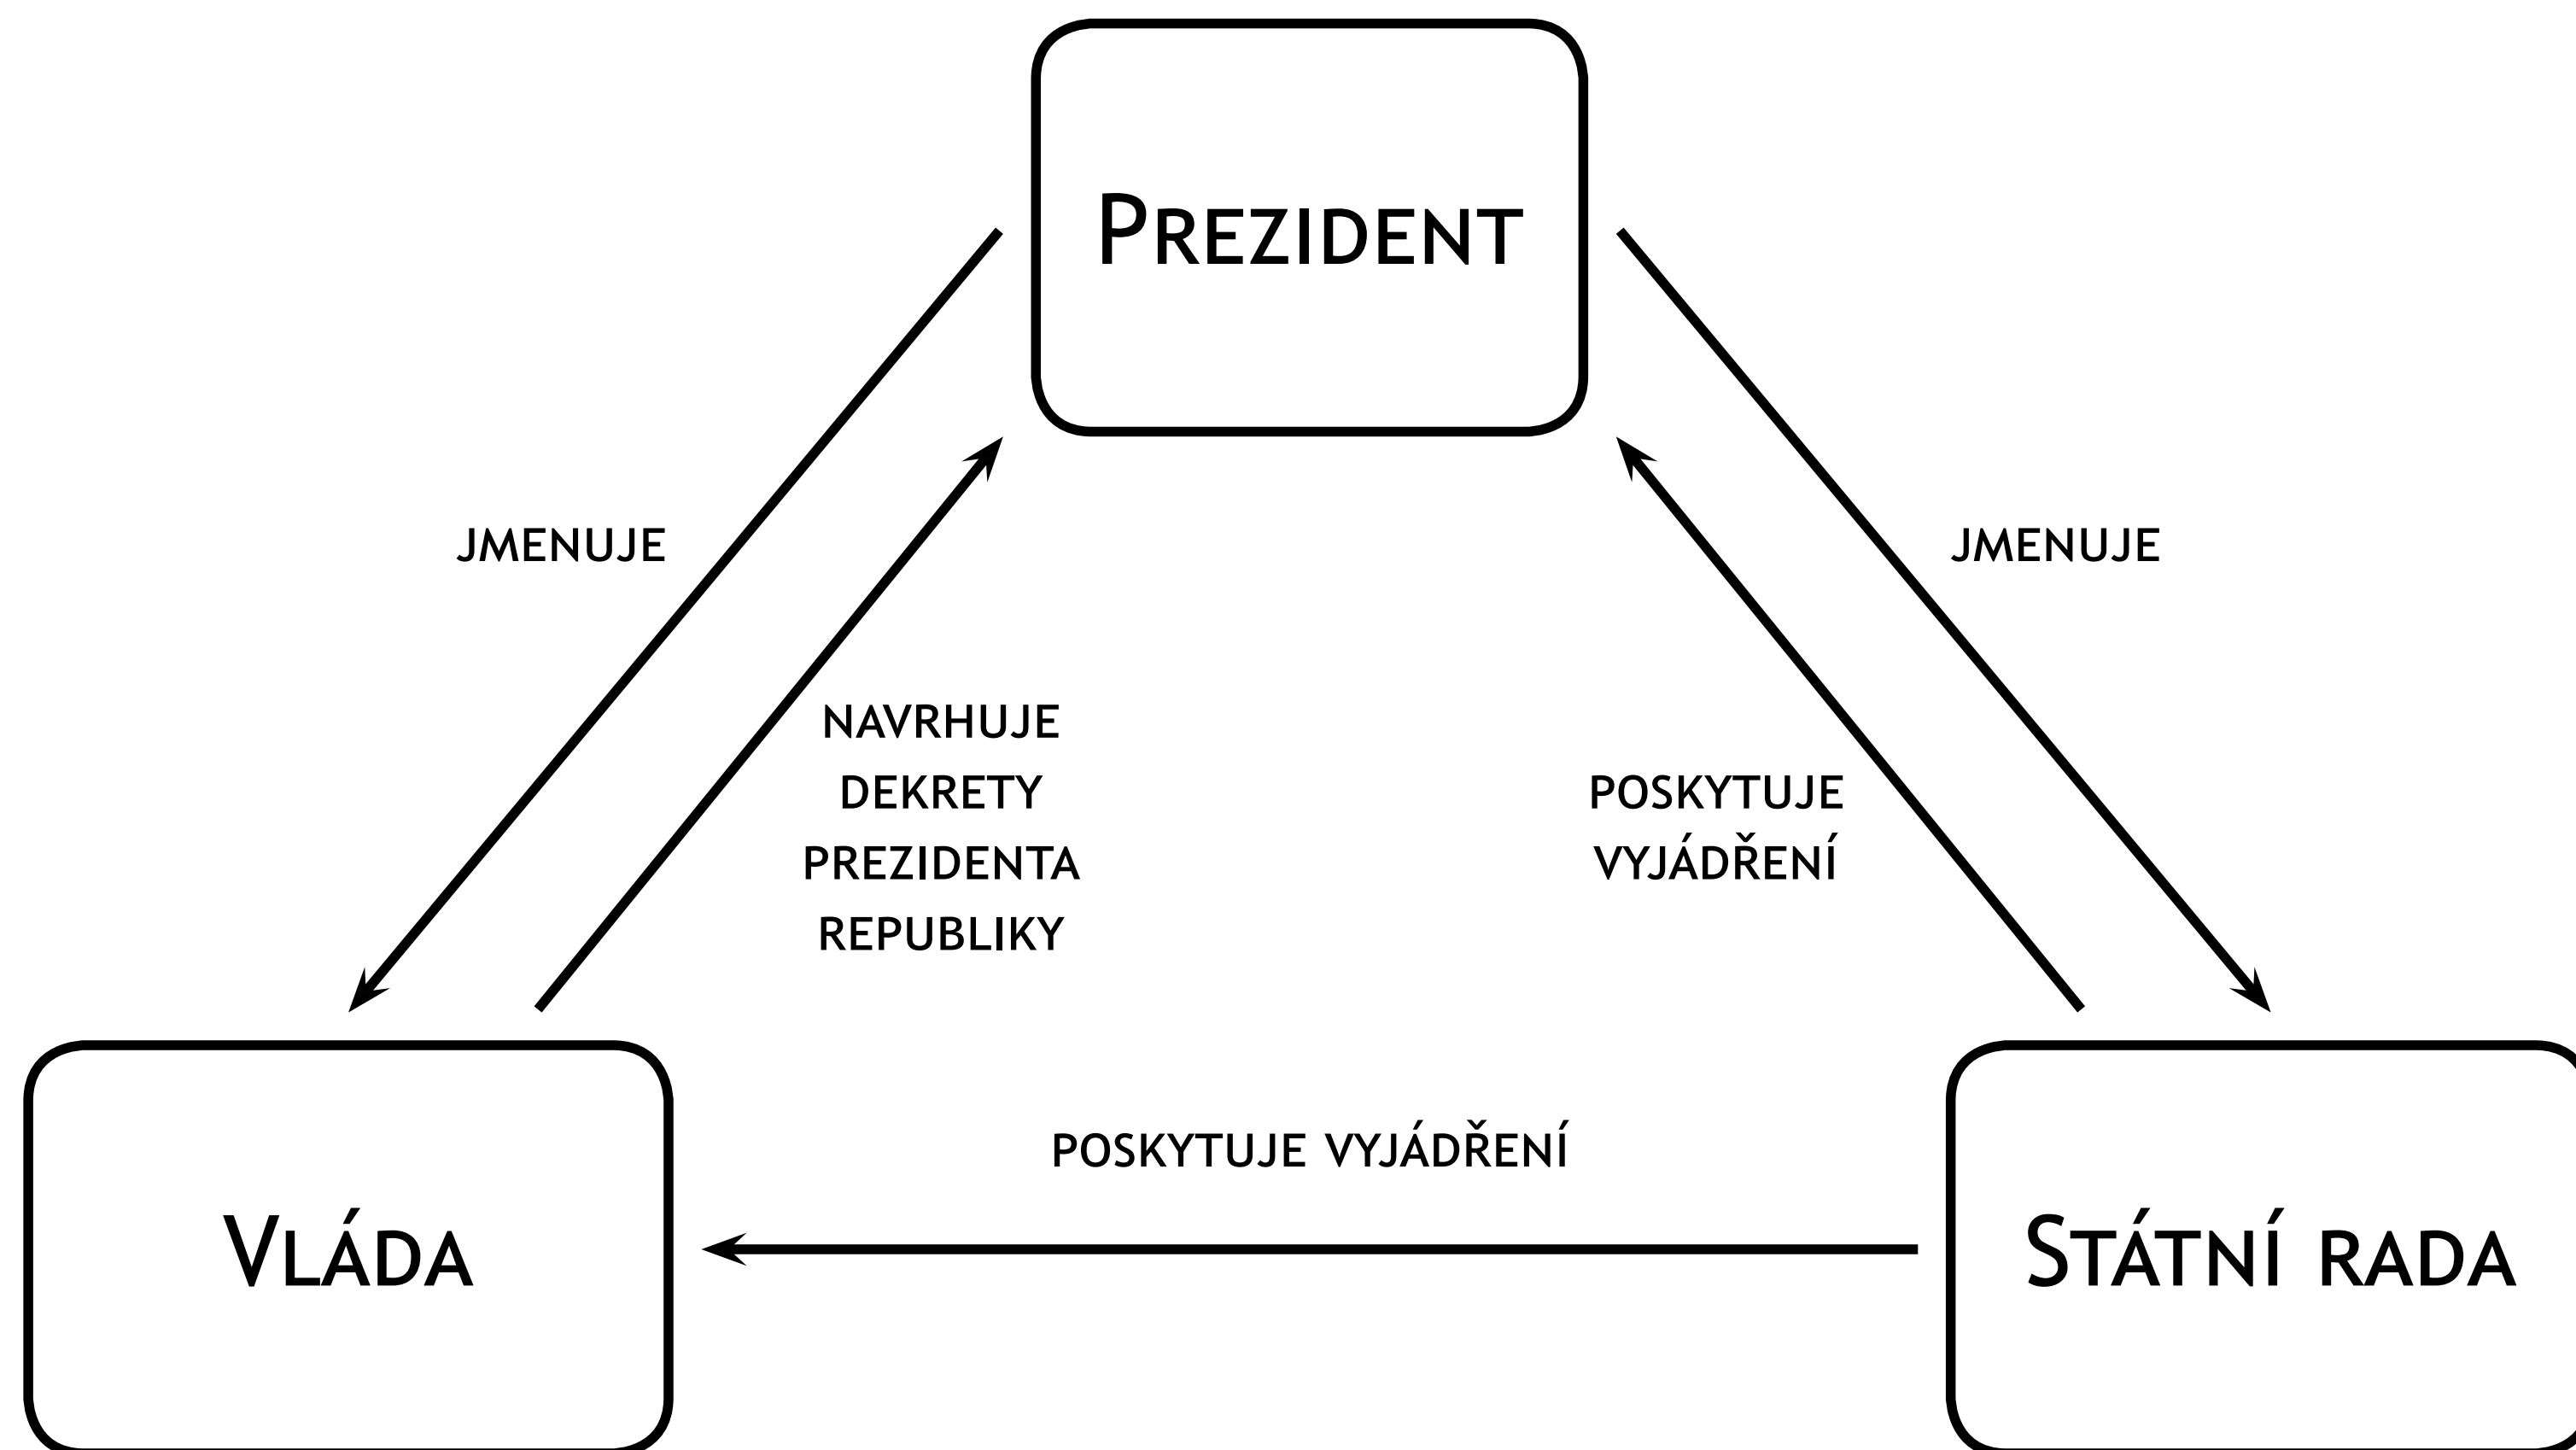 Prezident
jmenuje
jmenuje
navrhuje
dekrety
prezidenta
republiky
poskytuje
vyjádření
poskytuje vyjádření
Vláda
Státní rada